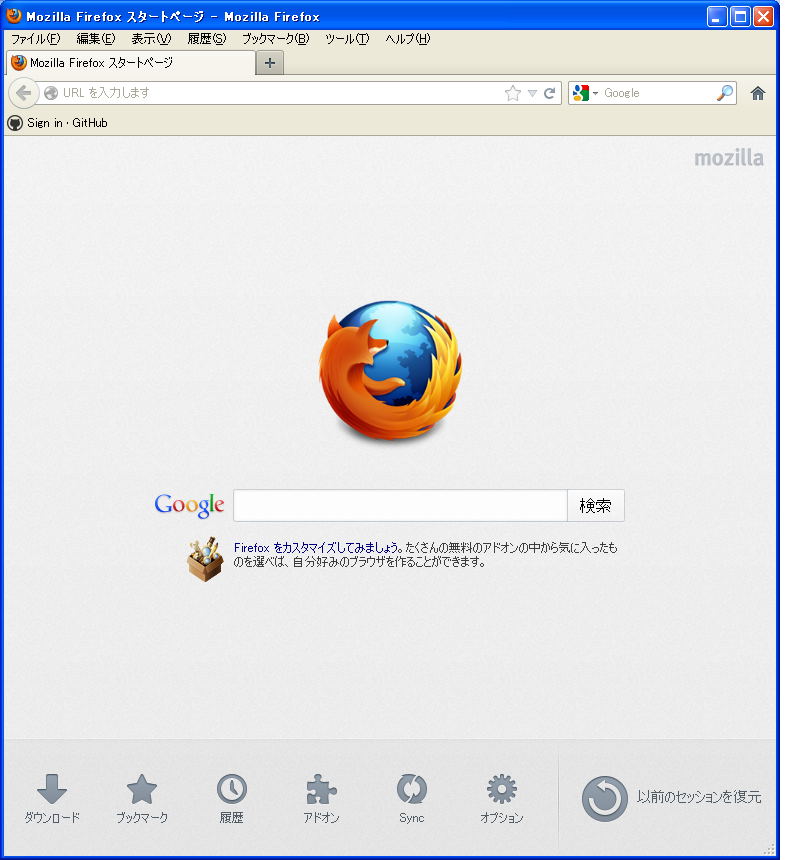 Mozilla Firefox スタートページ - Mozilla Firefox
ファイル(F) 編集(E) 表示(V) 履歴(S) ブックマーク(B) ツール(T) ヘルプ(H)
Mozilla Firefox スタートページ
URL を入力します Google
Sign in · GitHub
mozilla
Google 検索
Firefox をカスタマイズしてみましょう。たくさんの無料のアドオンの中から気に入ったも
のを選べば、自分好みのブラウザを作ることができます。
ダウンロード ブックマーク 履歴 アドオン Sync オプション 以前のセッションを復元